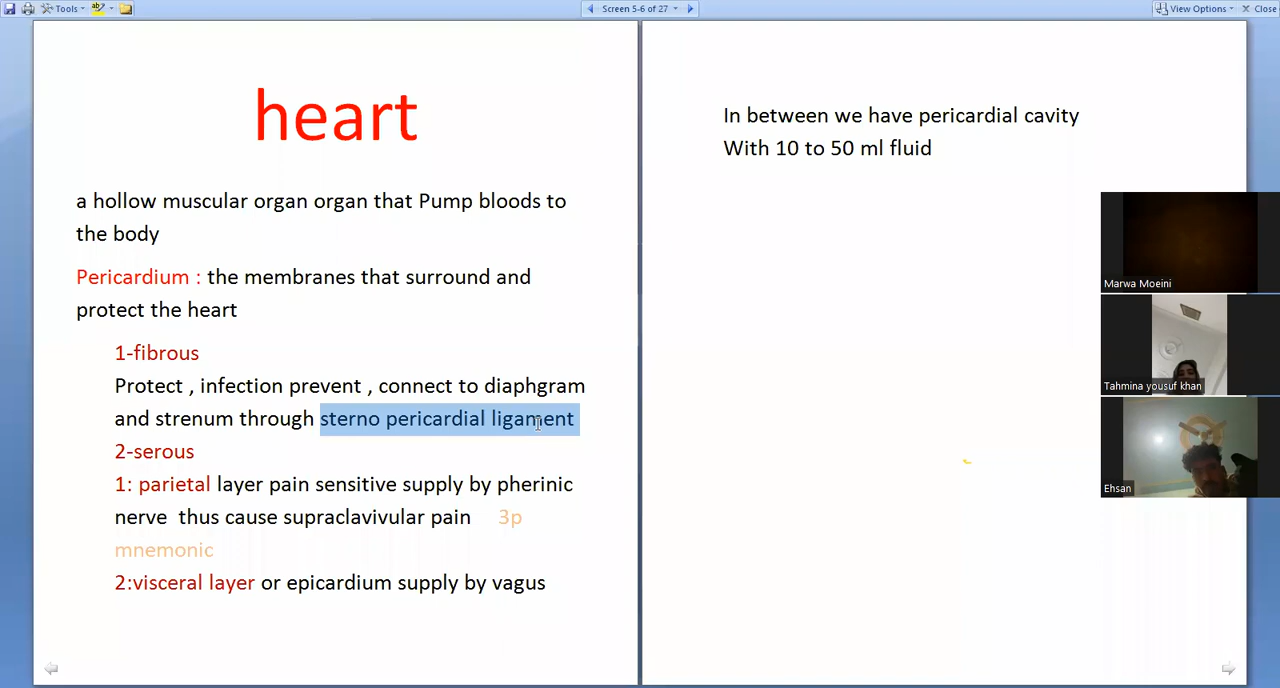 Tools
Screen 5-6 of 27
View Options
Close
heart
a hollow muscular organ organ that Pump bloods to
the body
Pericardium : the membranes that surround and
protect the heart
1-fibrous
Protect , infection prevent , connect to diaphgram
and strenum through sterno pericardial ligament
2-serous
1: parietal layer pain sensitive supply by pherinic
nerve thus cause supraclavivular pain 3p
mnemonic
2:visceral layer or epicardium supply by vagus
In between we have pericardial cavity
With 10 to 50 ml fluid
Marwa Moeini
Tahmina yousuf khan
Ehsan